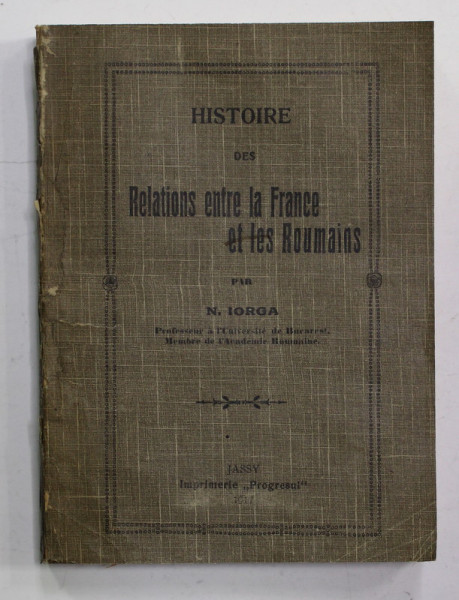 HISTOIRE
DES
Relations entre la France
et les Roumains
PAR
N. IORGA
Professeur à l'Université de Bucarest,
Membre de l'Académie Roumaine.
JASSY
Imprimerie „Progresul"